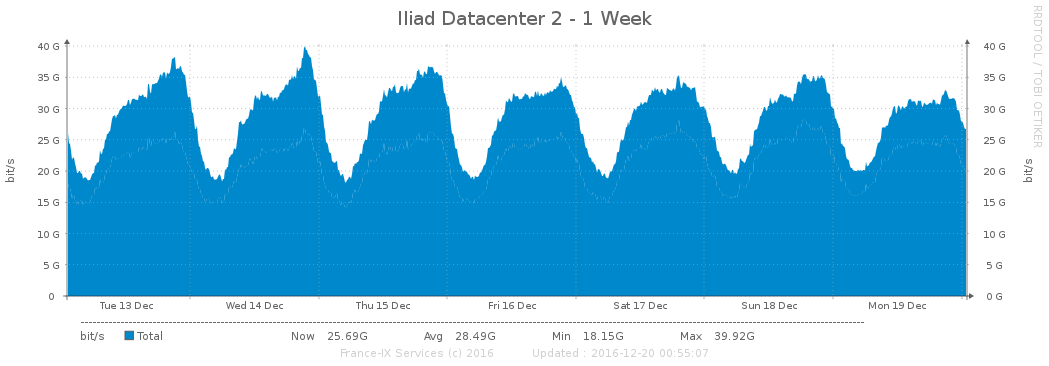 Iliad Datacenter 2 - 1 Week
RRDTOOL / TOBI OETIKER
bit/s
40 G
35 G
30 G
25 G
20 G
15 G
10 G
5 G
0
40 G
35 G
30 G
25 G
20 G
15 G
10 G
5 G
0 G
bit/s
Tue 13 Dec Wed 14 Dec Thu 15 Dec Fri 16 Dec Sat 17 Dec Sun 18 Dec Mon 19 Dec
bit/s Total Now 25.69G Avg 28.49G Min 18.15G Max 39.92G
France-IX Services (c) 2016 Updated : 2016-12-20 00:55:07